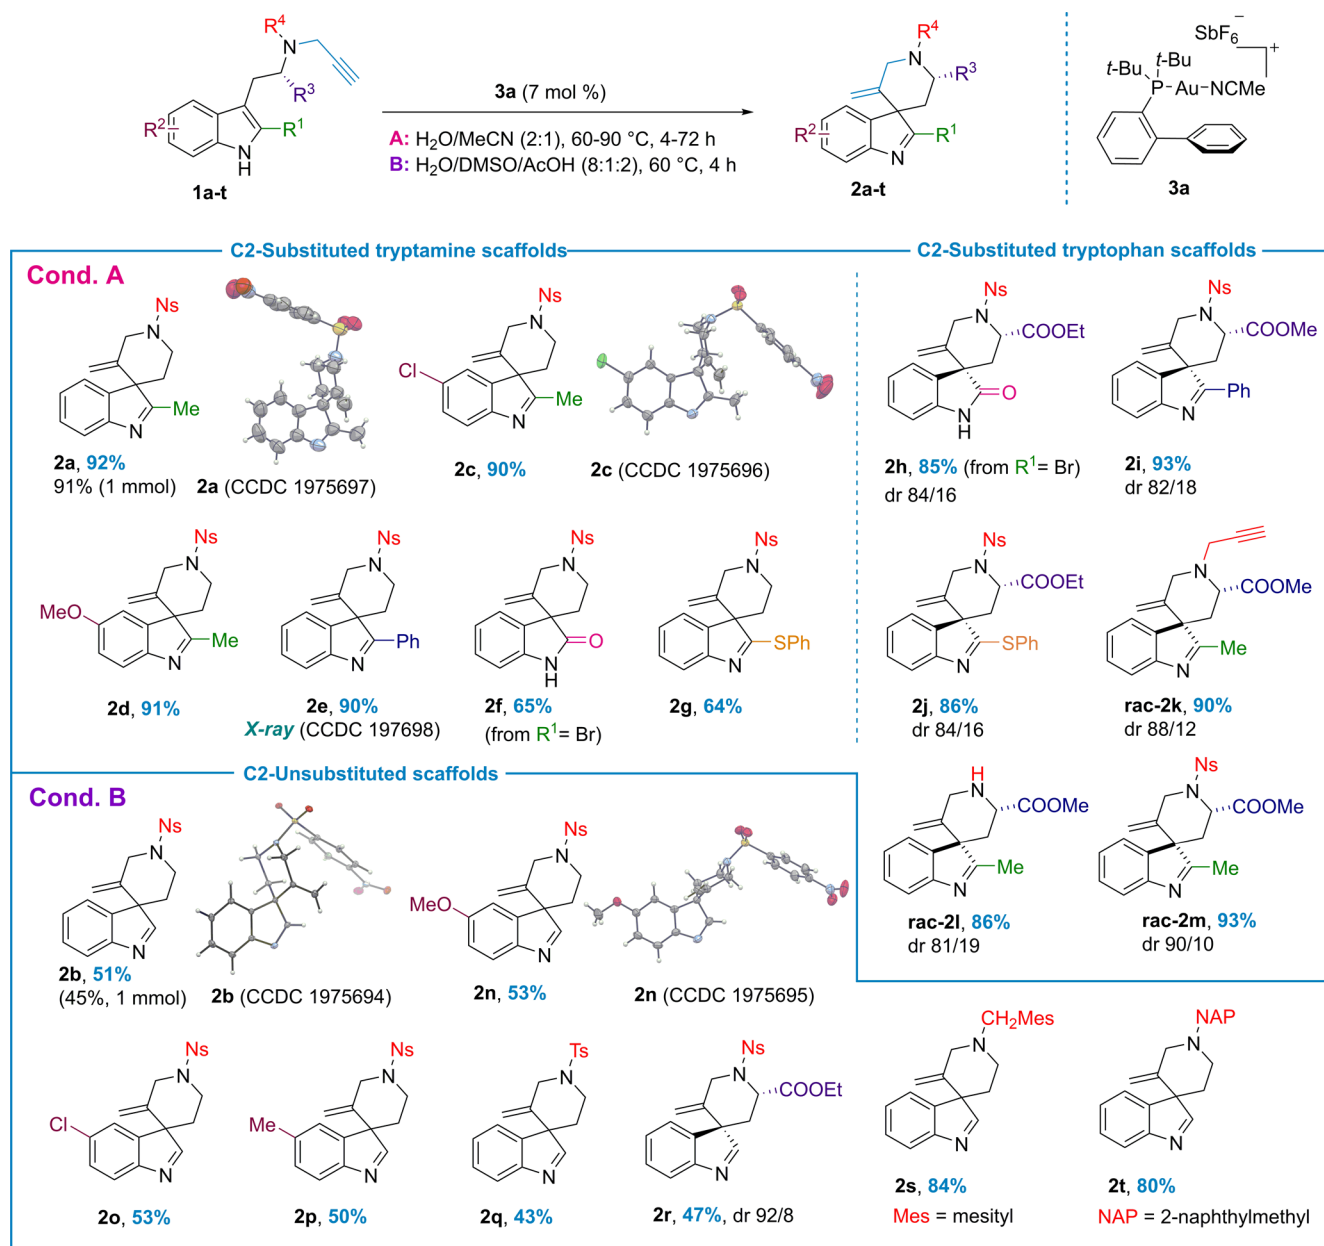 R⁴
N
R³
R²
R¹
N
H
1a-t
3a (7 mol %)
A: H₂O/MeCN (2:1), 60-90 °C, 4-72 h
B: H₂O/DMSO/AcOH (8:1:2), 60 °C, 4 h
R⁴
N
R³
R²
R¹
N
2a-t
SbF₆⁻
+
t-Bu
t-Bu
P-Au-NCMe
3a
C2-Substituted tryptamine scaffolds
C2-Substituted tryptophan scaffolds
Cond. A
Ns
N
Me
N
2a, 92%
91% (1 mmol)
2a (CCDC 1975697)
Ns
N
Cl
Me
N
2c, 90%
2c (CCDC 1975696)
Ns
N
COOEt
O
N
H
2h, 85% (from R¹= Br)
dr 84/16
Ns
N
COOMe
Ph
N
2i, 93%
dr 82/18
Ns
N
MeO
Me
N
2d, 91%
Ns
N
Ph
N
2e, 90%
X-ray (CCDC 197698)
Ns
N
O
N
H
2f, 65%
(from R¹= Br)
Ns
N
SPh
N
2g, 64%
Ns
N
COOEt
SPh
N
2j, 86%
dr 84/16
N
COOMe
Me
N
rac-2k, 90%
dr 88/12
H
N
COOMe
Me
N
rac-2l, 86%
dr 81/19
Ns
N
COOMe
Me
N
rac-2m, 93%
dr 90/10
C2-Unsubstituted scaffolds
Cond. B
Ns
N
N
2b, 51%
(45%, 1 mmol)
2b (CCDC 1975694)
Ns
N
MeO
N
2n, 53%
2n (CCDC 1975695)
Ns
N
Cl
N
2o, 53%
Ns
N
Me
N
2p, 50%
Ts
N
N
2q, 43%
Ns
N
COOEt
N
2r, 47%, dr 92/8
CH₂Mes
N
N
2s, 84%
Mes = mesityl
NAP
N
N
2t, 80%
NAP = 2-naphthylmethyl